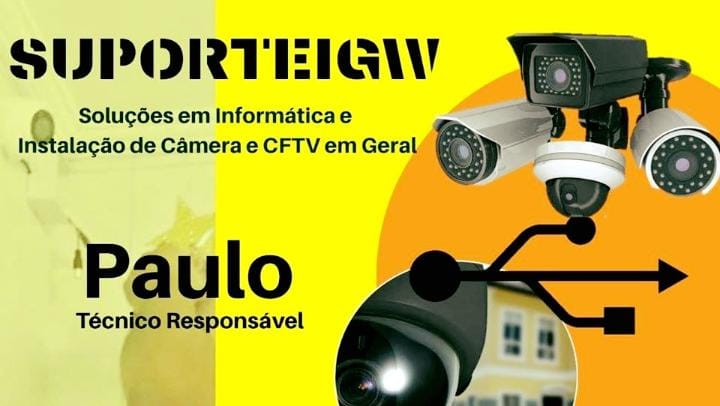 SUPORTEIGW
Soluções em Informática e
Instalação de Câmera e CFTV em Geral
Paulo
Técnico Responsável